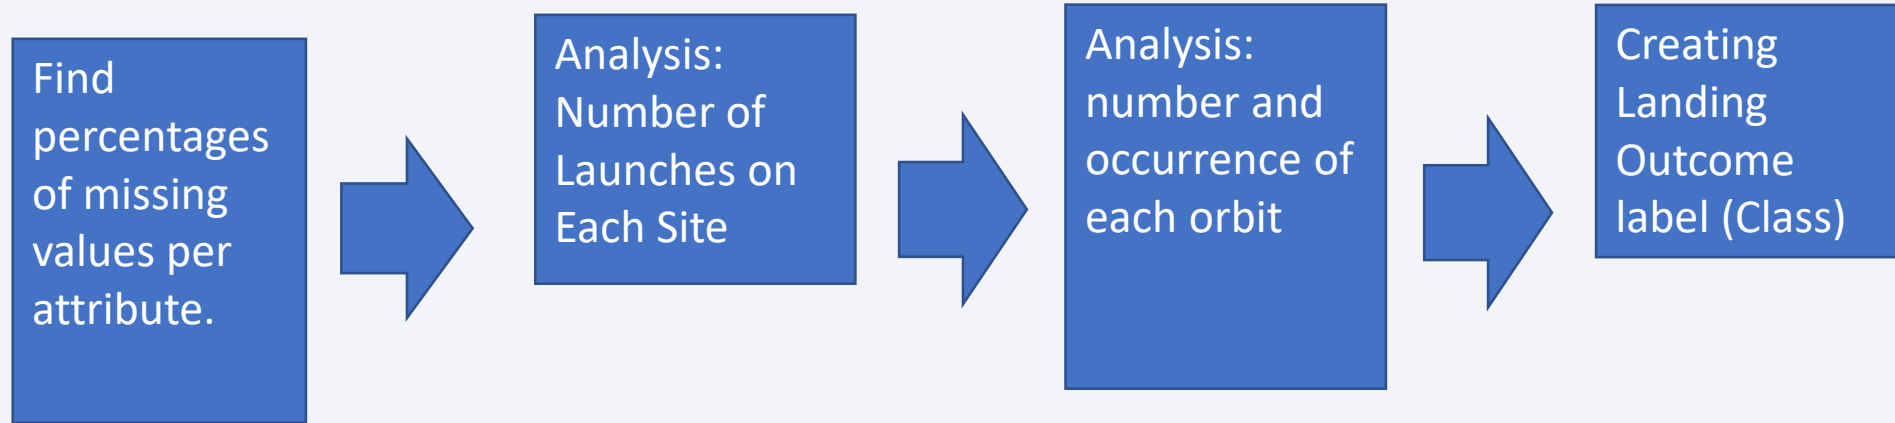 Find
percentages
of missing
values per
attribute.
Analysis:
Number of
Launches on
Each Site
Analysis:
number and
occurrence of
each orbit
Creating
Landing
Outcome
label (Class)